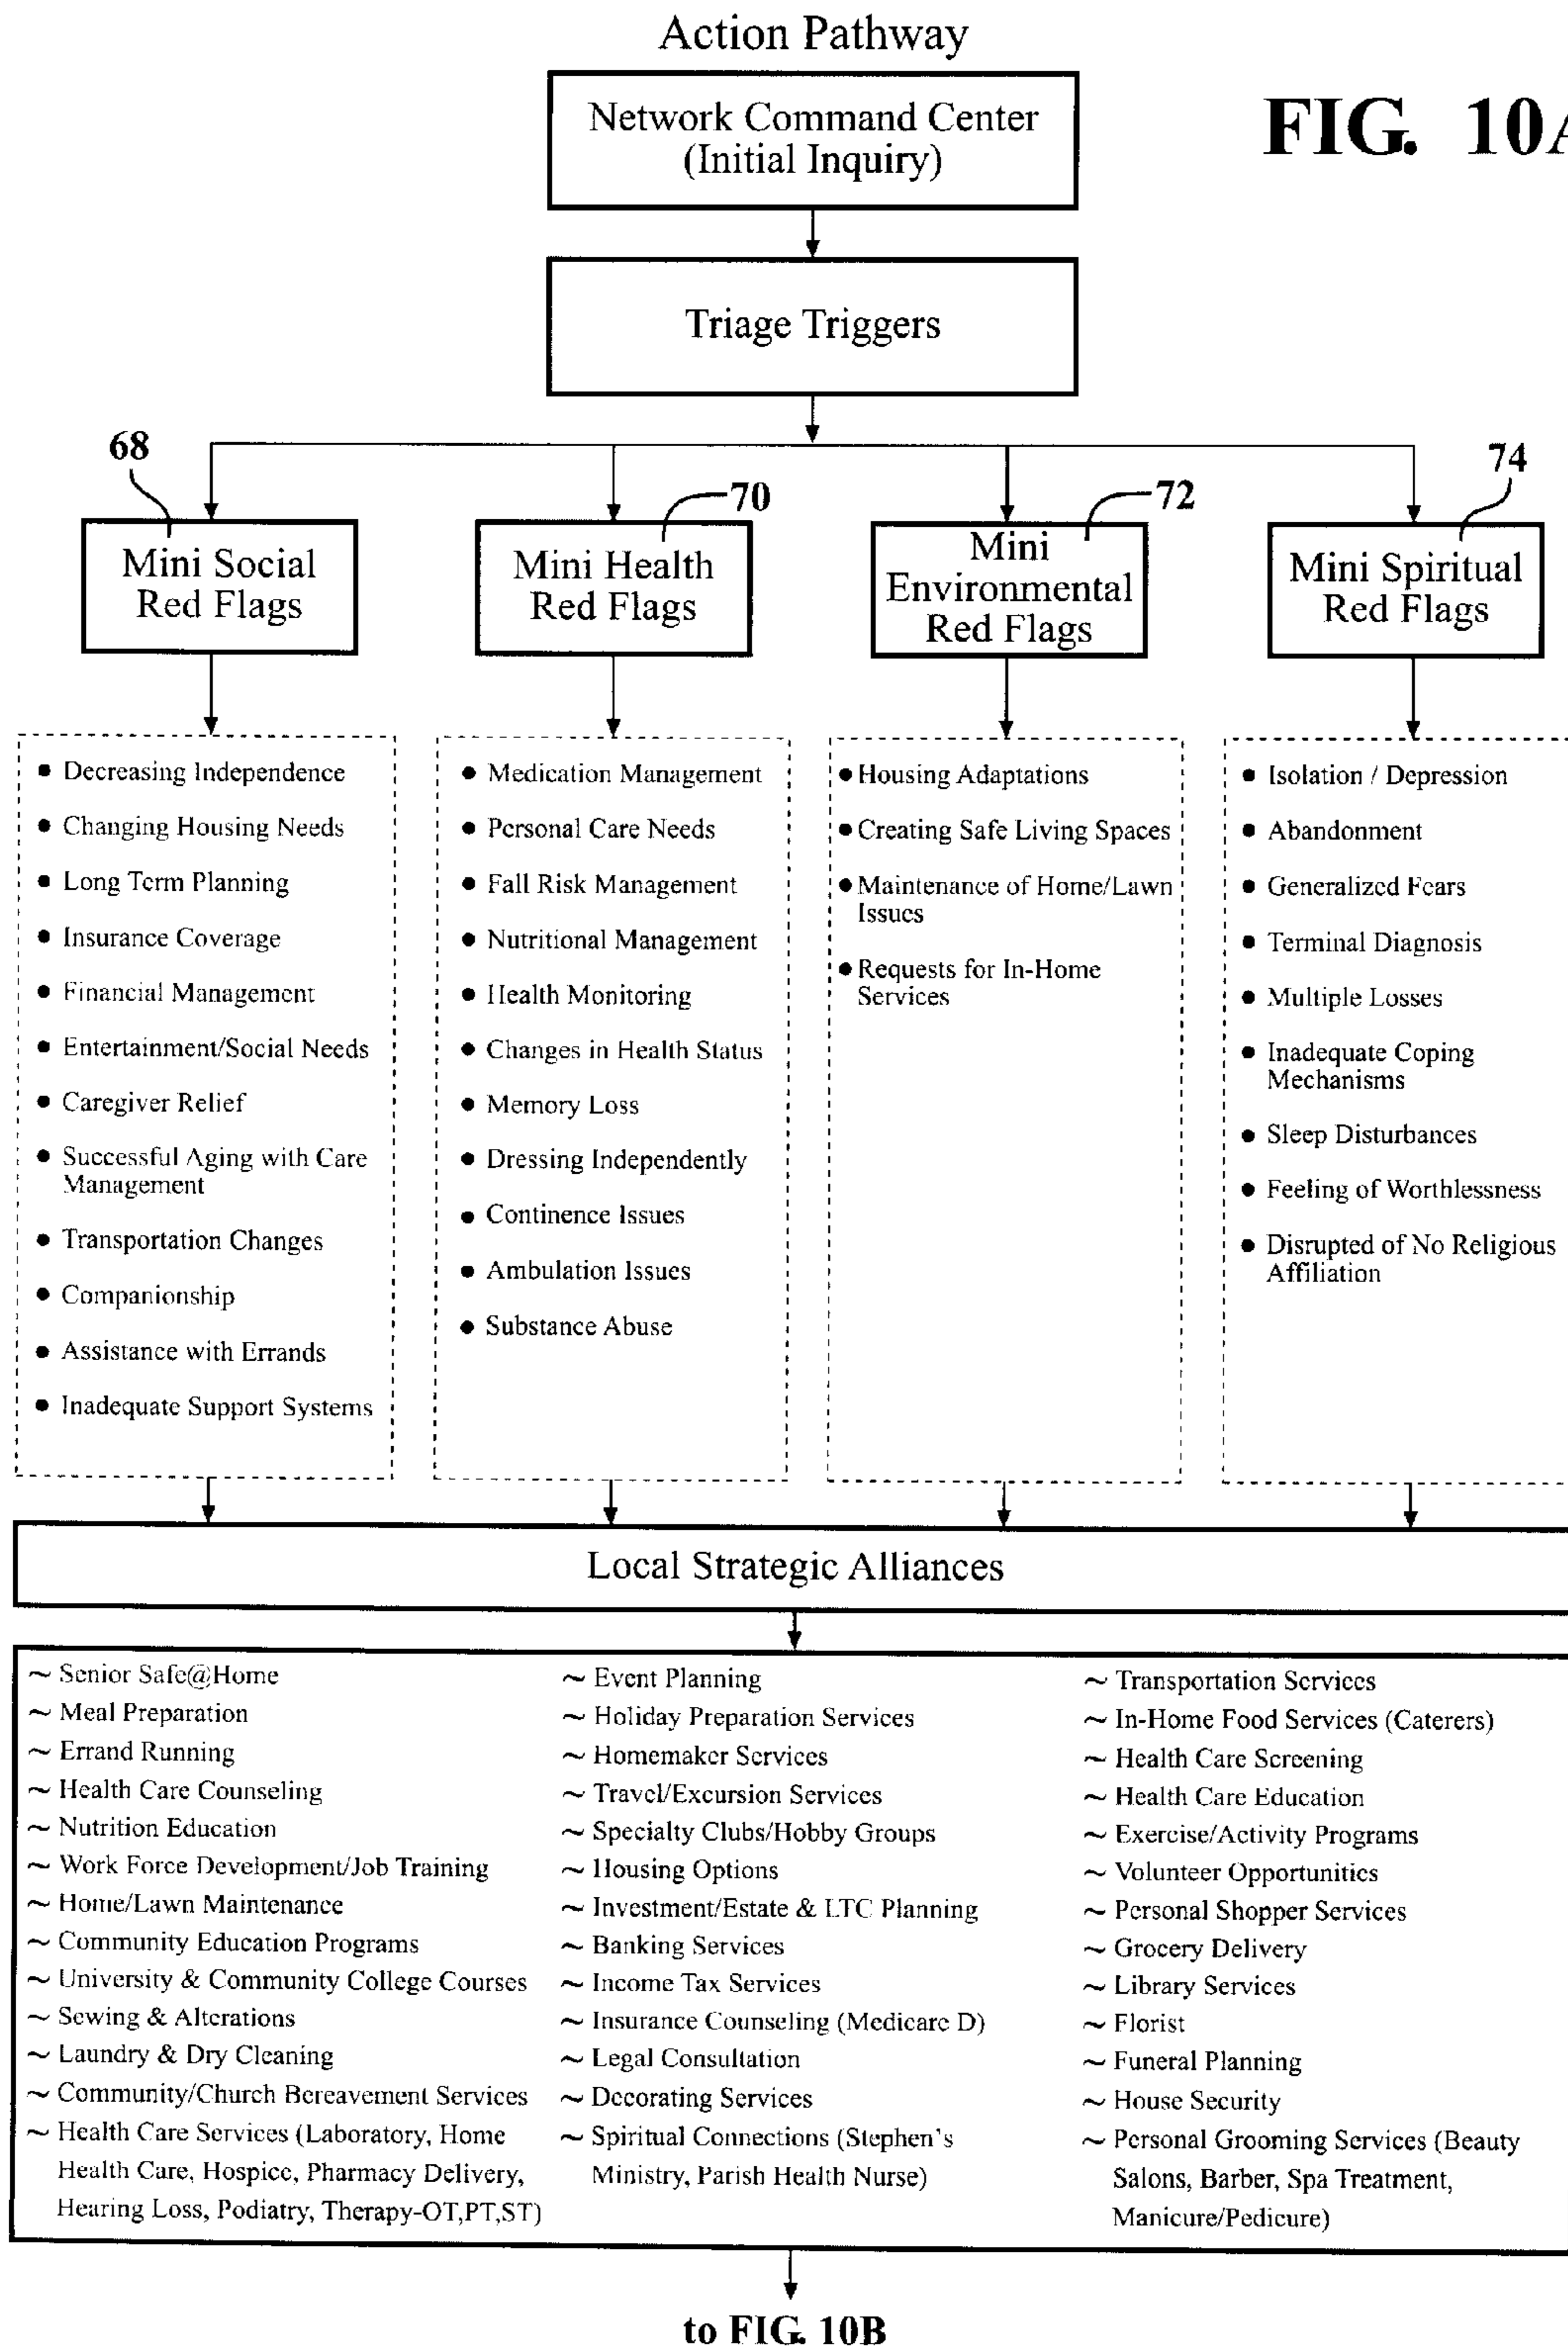 Action Pathway
FIG. 10A
Network Command Center
(Initial Inquiry)
Triage Triggers
68
70
72
74
Mini Social
Red Flags
Mini Health
Red Flags
Mini
Environmental
Red Flags
Mini Spiritual
Red Flags
● Decreasing Independence
● Changing Housing Needs
● Long Term Planning
● Insurance Coverage
● Financial Management
● Entertainment/Social Needs
● Caregiver Relief
● Successful Aging with Care
Management
● Transportation Changes
● Companionship
● Assistance with Errands
● Inadequate Support Systems
● Medication Management
● Personal Care Needs
● Fall Risk Management
● Nutritional Management
● Health Monitoring
● Changes in Health Status
● Memory Loss
● Dressing Independently
● Continence Issues
● Ambulation Issues
● Substance Abuse
● Housing Adaptations
● Creating Safe Living Spaces
● Maintenance of Home/Lawn
Issues
● Requests for In-Home
Services
● Isolation / Depression
● Abandonment
● Generalized Fears
● Terminal Diagnosis
● Multiple Losses
● Inadequate Coping
Mechanisms
● Sleep Disturbances
● Feeling of Worthlessness
● Disrupted of No Religious
Affiliation
Local Strategic Alliances
~ Senior Safe@Home
~ Meal Preparation
~ Errand Running
~ Health Care Counseling
~ Nutrition Education
~ Work Force Development/Job Training
~ Home/Lawn Maintenance
~ Community Education Programs
~ University & Community College Courses
~ Sewing & Alterations
~ Laundry & Dry Cleaning
~ Community/Church Bereavement Services
~ Health Care Services (Laboratory, Home
Health Care, Hospice, Pharmacy Delivery,
Hearing Loss, Podiatry, Therapy-OT,PT,ST)
~ Event Planning
~ Holiday Preparation Services
~ Homemaker Services
~ Travel/Excursion Services
~ Specialty Clubs/Hobby Groups
~ Housing Options
~ Investment/Estate & LTC Planning
~ Banking Services
~ Income Tax Services
~ Insurance Counseling (Medicare D)
~ Legal Consultation
~ Decorating Services
~ Spiritual Connections (Stephen's
Ministry, Parish Health Nurse)
~ Transportation Services
~ In-Home Food Services (Caterers)
~ Health Care Screening
~ Health Care Education
~ Exercise/Activity Programs
~ Volunteer Opportunities
~ Personal Shopper Services
~ Grocery Delivery
~ Library Services
~ Florist
~ Funeral Planning
~ House Security
~ Personal Grooming Services (Beauty
Salons, Barber, Spa Treatment,
Manicure/Pedicure)
to FIG. 10B